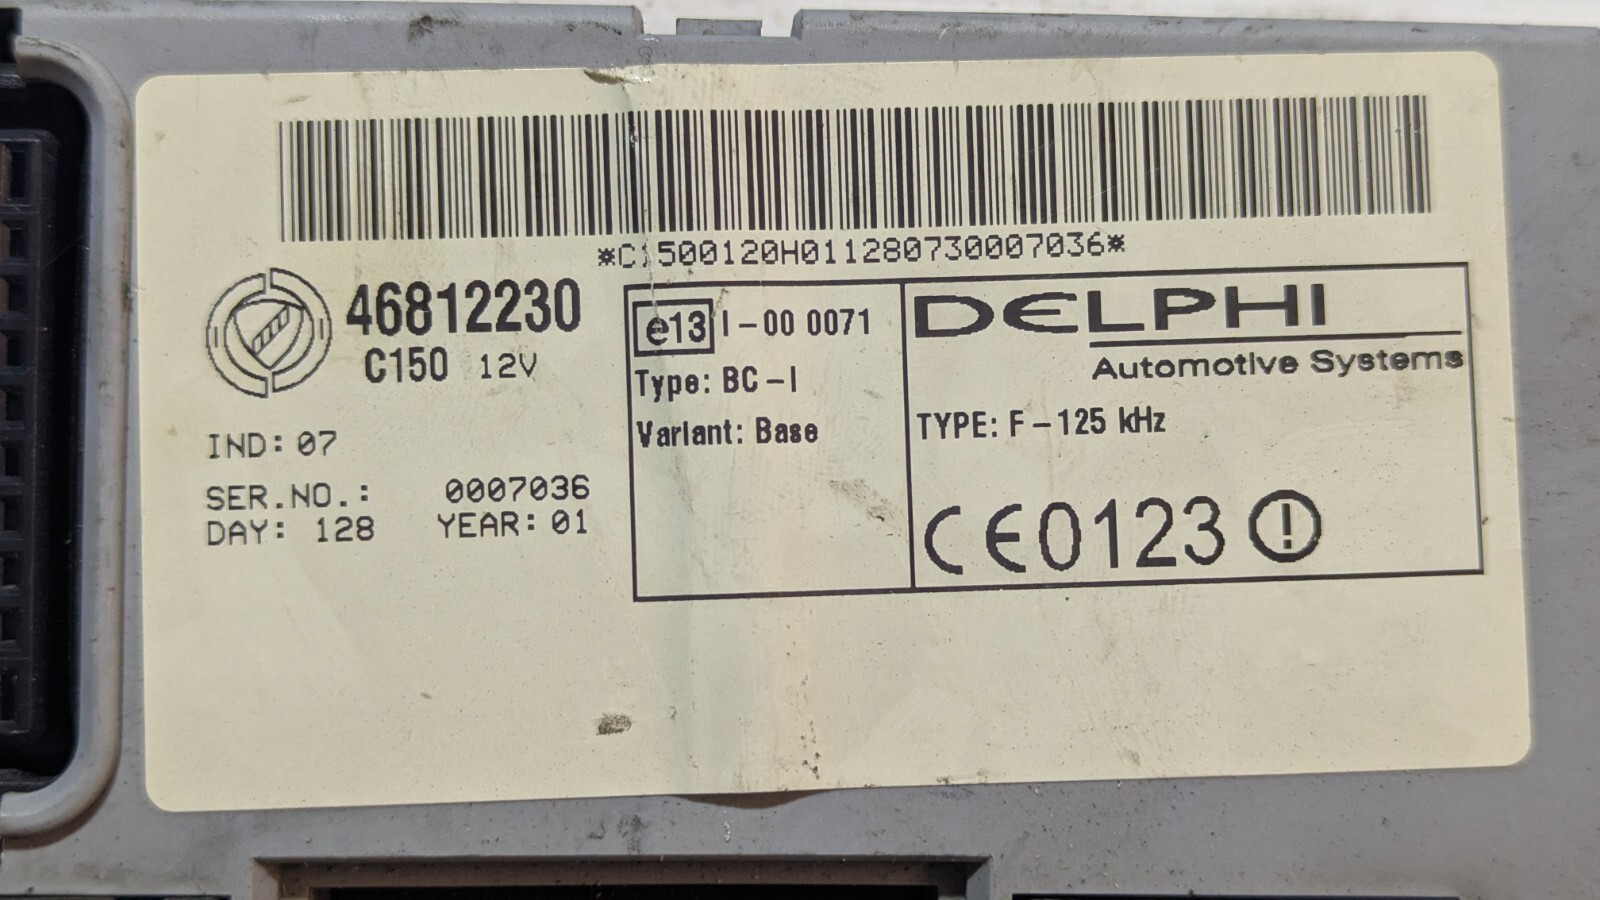 *C1500120H011280730007036*
46812230
C150 12V
IND: 07
SER.NO.: 0007036
DAY: 128 YEAR: 01
e13 I-00 0071
Type: BC-I
Variant: Base
DELPHI
Automotive Systems
TYPE: F-125 kHz
CE0123